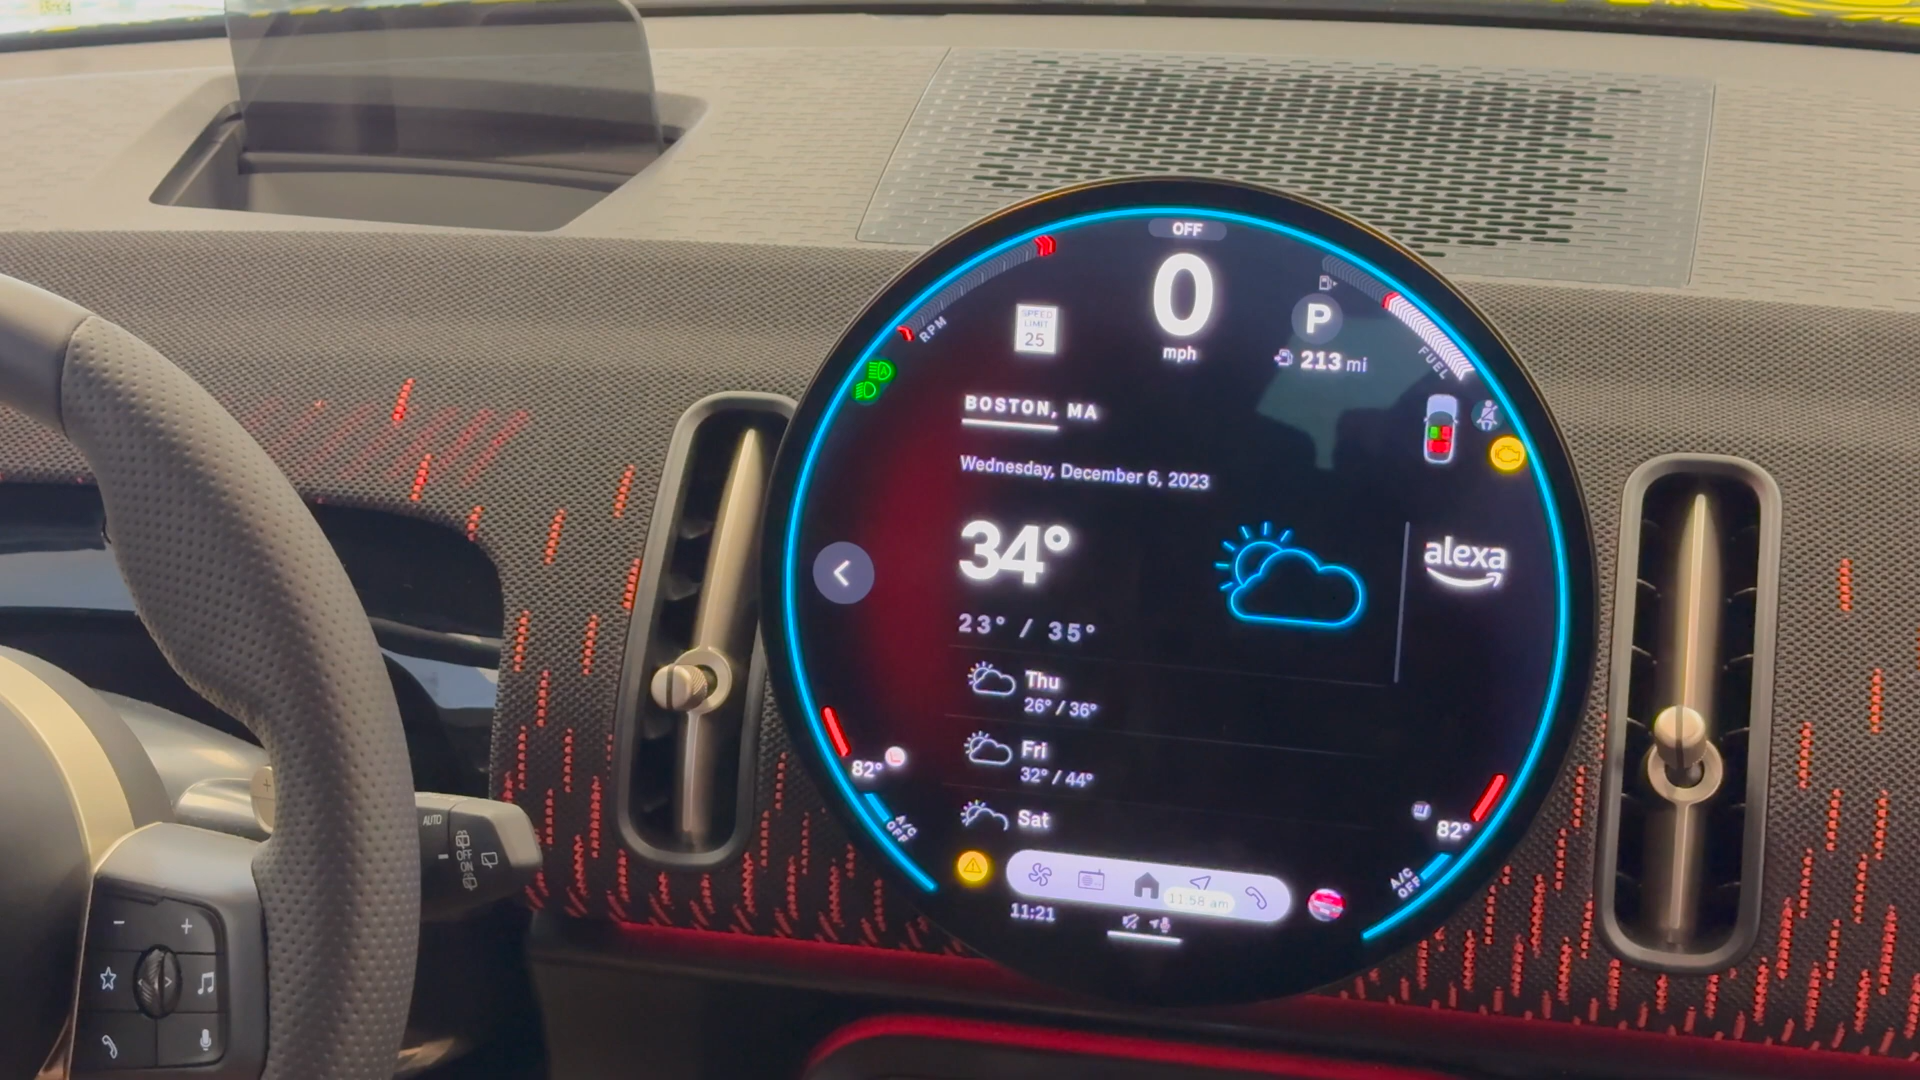 OFF
0
mph
RPM
SPEED
LIMIT
25
P
213 mi
FUEL
BOSTON, MA
Wednesday, December 6, 2023
34°
23° / 35°
alexa
Thu
26° / 36°
Fri
32° / 44°
Sat
82°
A/C
OFF
82°
A/C
OFF
11:58 am
11:21
AUTO
OFF
ON